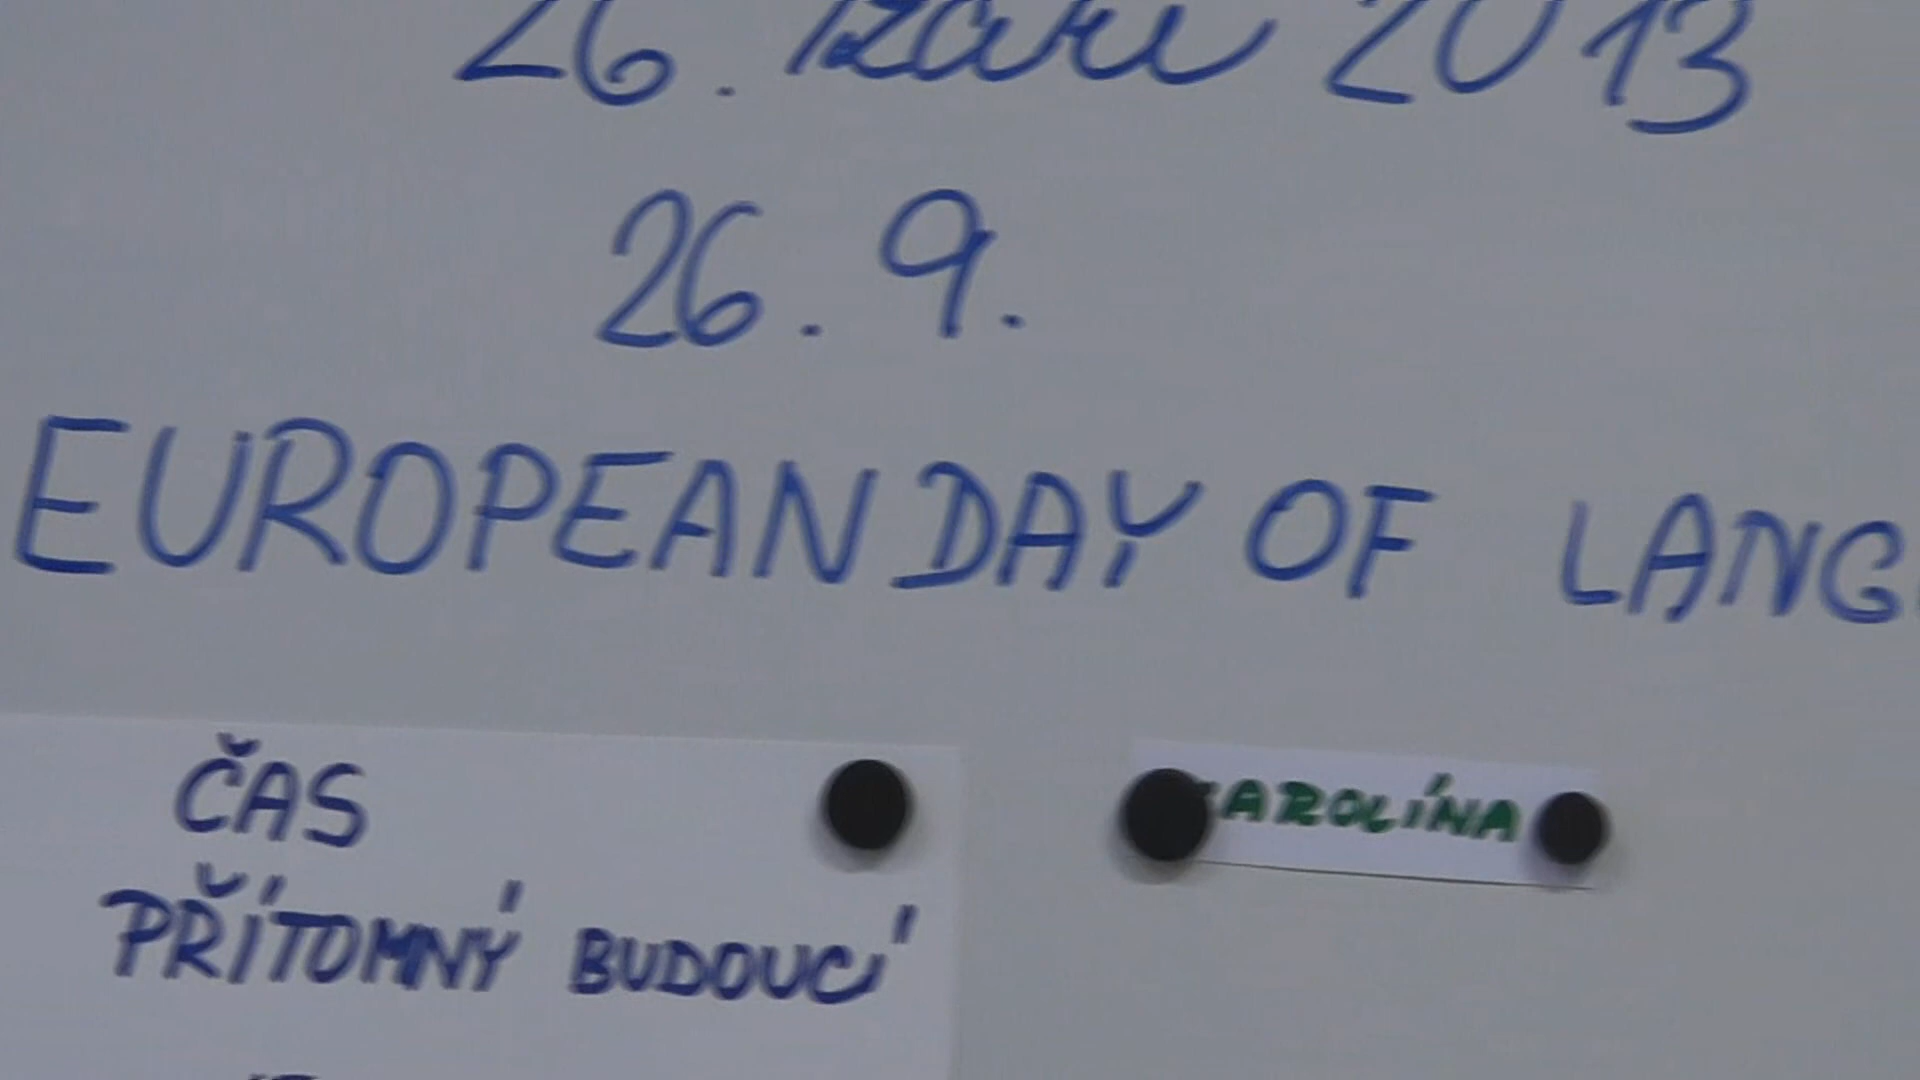 26. září 2013
26. 9.
EUROPEAN DAY OF LANG
ČAS
KAROLÍNA
PŘÍTOMNÝ BUDOUCÍ